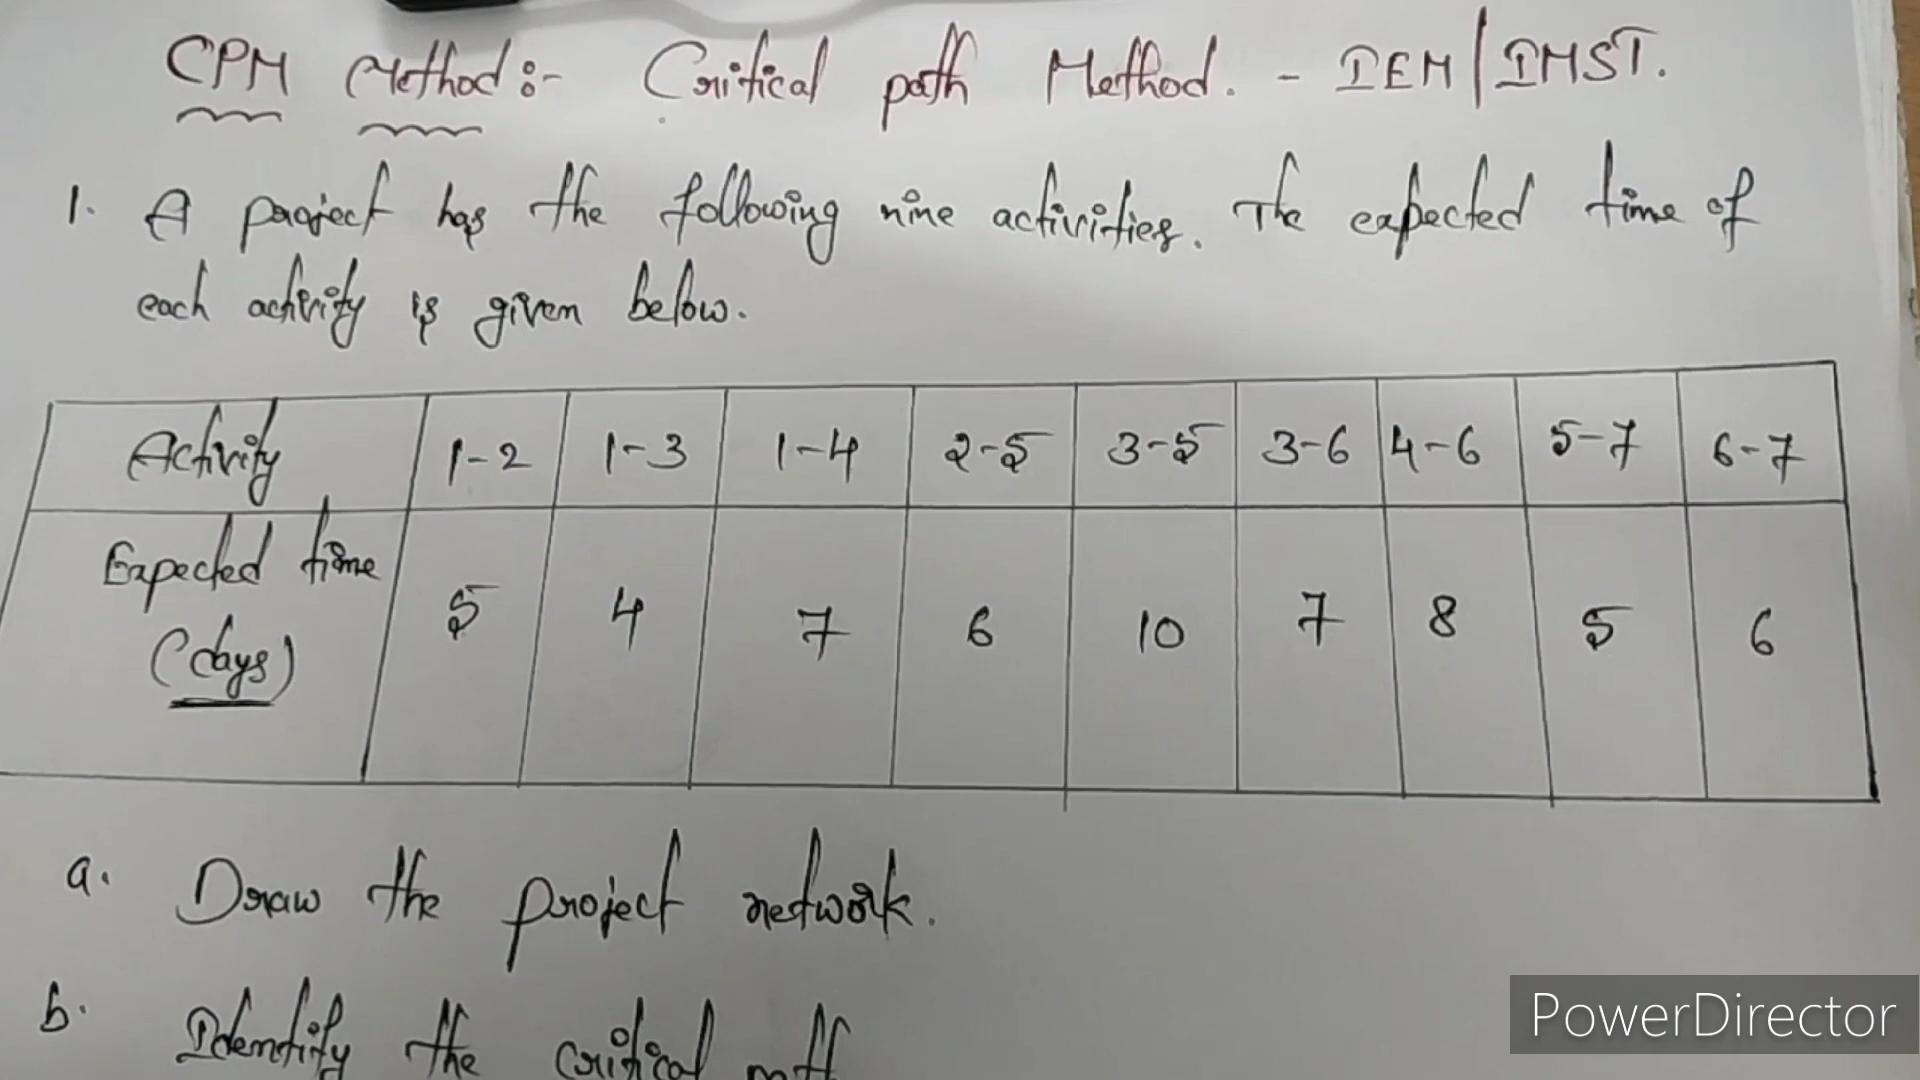 CPM Method:- Critical path Method. - IEM/IMST.
1. A project has the following nine activities. The expected time of
each activity is given below.
Activity 1-2 1-3 1-4 2-5 3-5 3-6 4-6 5-7 6-7
Expected time
(days) 5 4 7 6 10 7 8 5 6
a. Draw the project network.
b. Identify the critical
PowerDirector